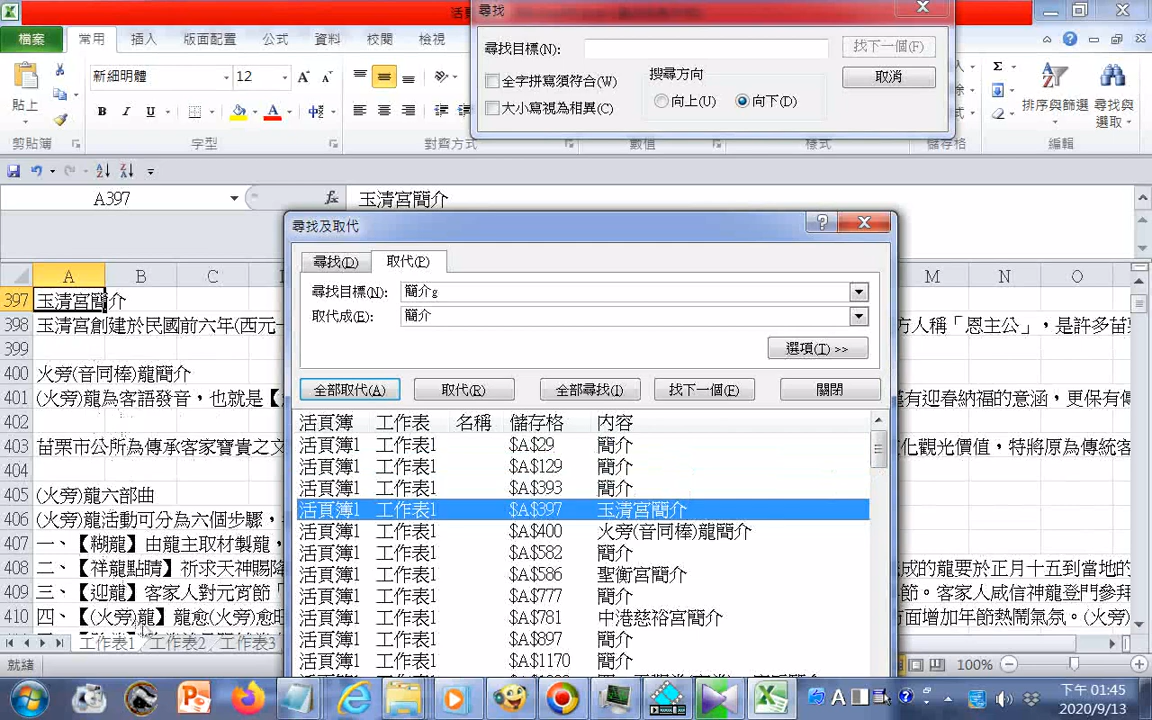 尋找
檔案 常用 插入 版面配置 公式 資料 校閱 檢視
尋找目標(N): 找下一個(F)
全字拼寫須符合(W) 搜尋方向 取消
大小寫視為相異(C) 向上(U) 向下(D)
新細明體 12
貼上 排序與篩選 尋找與
選取
剪貼簿 字型 對齊方式 數值 樣式 儲存格 編輯
A397 fx 玉清宮簡介
尋找及取代
尋找(D) 取代(P)
尋找目標(N): 簡介g
取代成(E): 簡介
選項(T) >>
全部取代(A) 取代(R) 全部尋找(I) 找下一個(F) 關閉
活頁簿 工作表 名稱 儲存格 內容
活頁簿1 工作表1 $A$29 簡介
活頁簿1 工作表1 $A$129 簡介
活頁簿1 工作表1 $A$393 簡介
活頁簿1 工作表1 $A$397 玉清宮簡介
活頁簿1 工作表1 $A$400 火旁(音同棒)龍簡介
活頁簿1 工作表1 $A$582 簡介
活頁簿1 工作表1 $A$586 聖衡宮簡介
活頁簿1 工作表1 $A$777 簡介
活頁簿1 工作表1 $A$781 中港慈裕宮簡介
活頁簿1 工作表1 $A$897 簡介
活頁簿1 工作表1 $A$1170 簡介
A B C M N O
397 玉清宮簡介
398 玉清宮創建於民國前六年(西元一 方人稱「恩主公」，是許多苗
399
400 火旁(音同棒)龍簡介
401 (火旁)龍為客語發音，也就是【 有迎春納福的意涵，更保有傳
402
403 苗栗市公所為傳承客家寶貴之文 化觀光價值，特將原為傳統客
404
405 (火旁)龍六部曲
406 (火旁)龍活動可分為六個步驟，
407 一、【糊龍】由龍主取材製龍，
408 二、【祥龍點睛】祈求天神賜降 成的龍要於正月十五到當地的
409 三、【迎龍】客家人對元宵節「 節。客家人咸信神龍登門參拜
410 四、【(火旁)龍】龍愈(火旁)愈旺 方面增加年節熱鬧氣氛。(火旁)
工作表1 工作表2 工作表3
就緒 100%
下午 01:45
2020/9/13